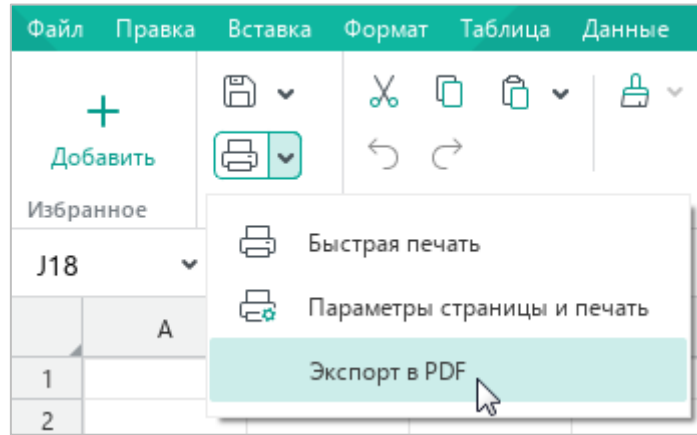 Файл Правка Вставка Формат Таблица Данные
Добавить
Избранное
Быстрая печать
J18
Параметры страницы и печать
A
Экспорт в PDF
1
2